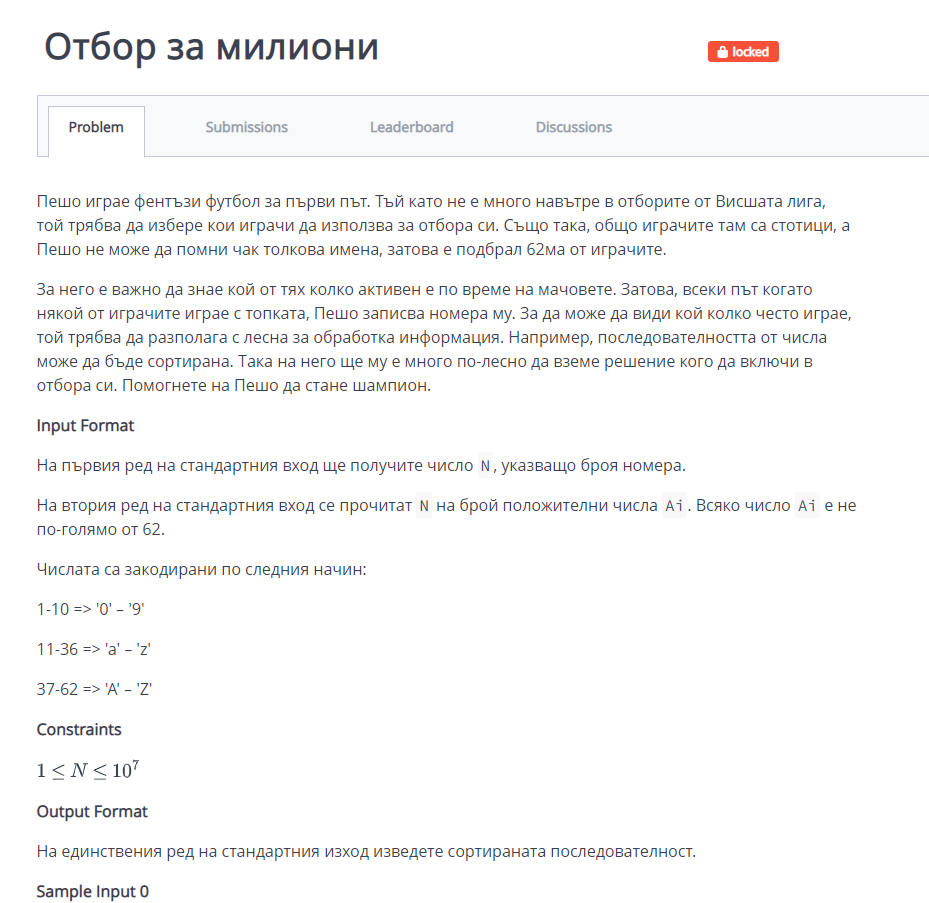 Отбор за милиони
locked
Problem
Submissions
Leaderboard
Discussions
Пешо играе фентъзи футбол за първи път. Тъй като не е много навътре в отборите от Висшата лига,
той трябва да избере кои играчи да използва за отбора си. Също така, общо играчите там са стотици, а
Пешо не може да помни чак толкова имена, затова е подбрал 62ма от играчите.
За него е важно да знае кой от тях колко активен е по време на мачовете. Затова, всеки път когато
някой от играчите играе с топката, Пешо записва номера му. За да може да види кой колко често играе,
той трябва да разполага с лесна за обработка информация. Например, последователността от числа
може да бъде сортирана. Така на него ще му е много по-лесно да вземе решение кого да включи в
отбора си. Помогнете на Пешо да стане шампион.
Input Format
На първия ред на стандартния вход ще получите число N, указващо броя номера.
На втория ред на стандартния вход се прочитат N на брой положителни числа Ai. Всяко число Ai е не
по-голямо от 62.
Числата са закодирани по следния начин:
1-10 => '0' – '9'
11-36 => 'a' – 'z'
37-62 => 'A' – 'Z'
Constraints
1 ≤ N ≤ 10⁷
Output Format
На единствения ред на стандартния изход изведете сортираната последователност.
Sample Input 0